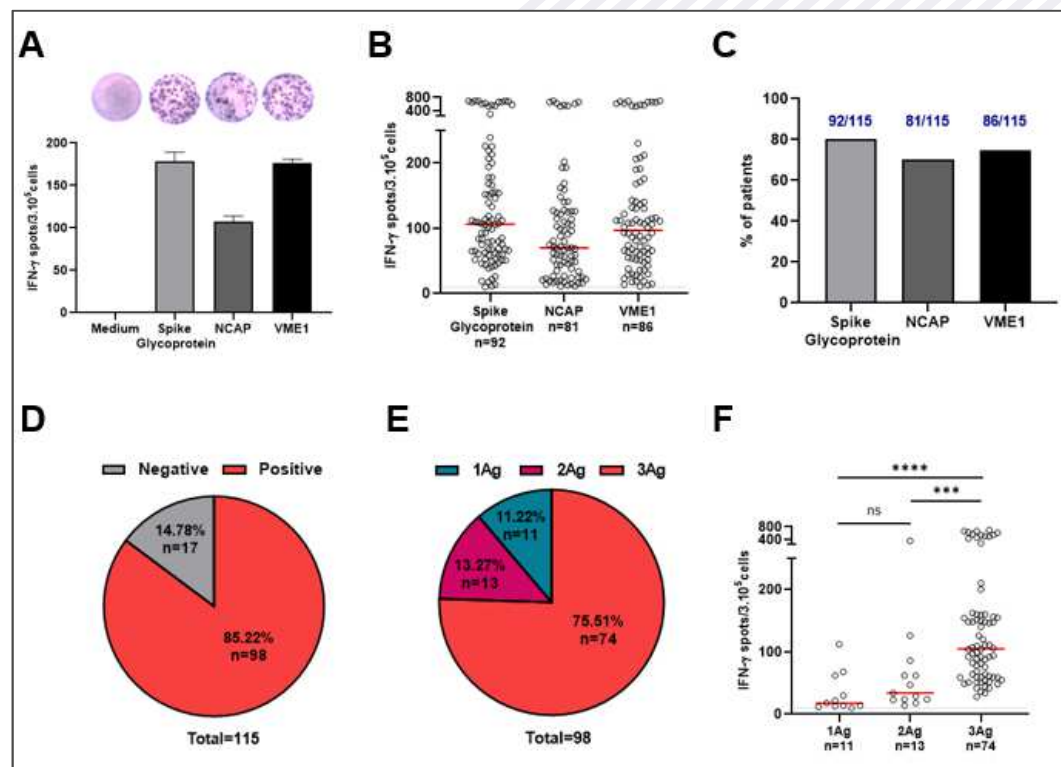 A
IFN-γ spots/3.10⁵cells
200
150
100
50
0
Medium
Spike
Glycoprotein
NCAP
VME1
B
IFN-γ spots/3.10⁵cells
800
400
200
100
0
Spike
Glycoprotein
n=92
NCAP
n=81
VME1
n=86
C
% of patients
100
80
60
40
20
0
92/115
81/115
86/115
Spike
Glycoprotein
NCAP
VME1
D
Negative
Positive
14.78%
n=17
85.22%
n=98
Total=115
E
1Ag
2Ag
3Ag
11.22%
n=11
13.27%
n=13
75.51%
n=74
Total=98
F
****
***
ns
IFN-γ spots/3.10⁵cells
800
400
200
100
0
1Ag
n=11
2Ag
n=13
3Ag
n=74